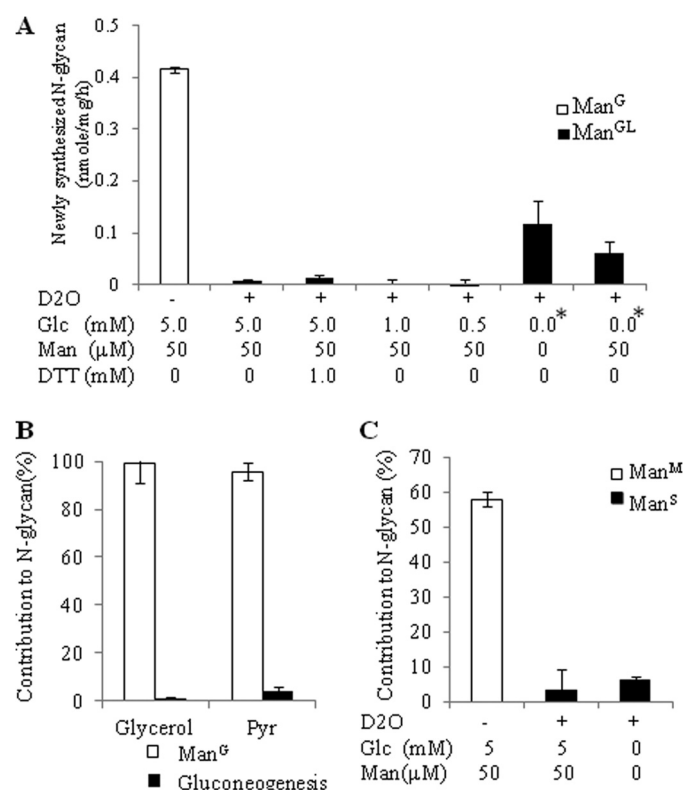 A
Newly synthesized N-glycan
(nmole/mg/h)
0.5
0.4
0.3
0.2
0.1
0
Man^G
Man^GL
D2O - + + + + + +
Glc (mM) 5.0 5.0 5.0 1.0 0.5 0.0* 0.0*
Man (µM) 50 50 50 50 50 0 50
DTT (mM) 0 0 1.0 0 0 0 0
B
Contribution to N-glycan(%)
100
80
60
40
20
0
Glycerol Pyr
Man^G
Gluconeogenesis
C
Contribution to N-glycan (%)
70
60
50
40
30
20
10
0
Man^M
Man^S
D2O - + +
Glc (mM) 5 5 0
Man(µM) 50 50 0